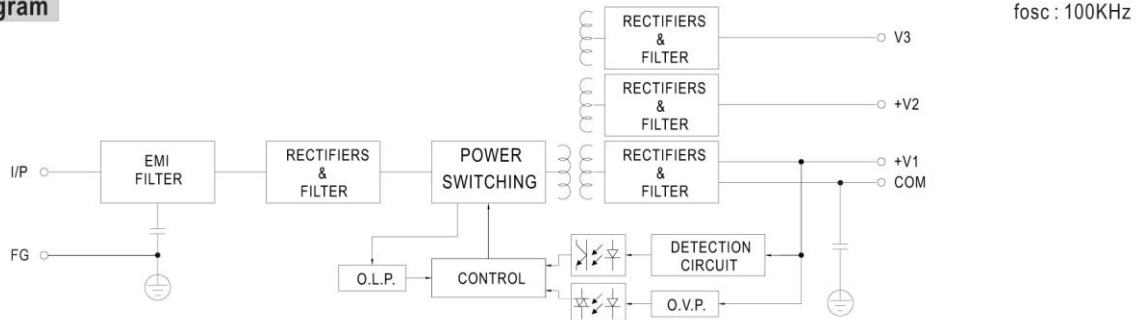 gram
fosc : 100KHz
RECTIFIERS
&
FILTER
V3
RECTIFIERS
&
FILTER
+V2
I/P
EMI
FILTER
RECTIFIERS
&
FILTER
POWER
SWITCHING
RECTIFIERS
&
FILTER
+V1
COM
FG
O.L.P.
CONTROL
DETECTION
CIRCUIT
O.V.P.